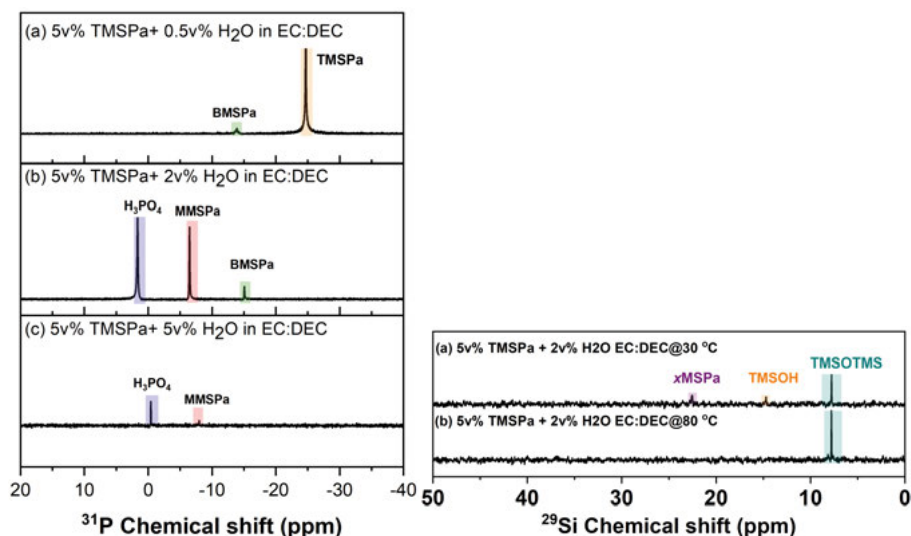 (a) 5v% TMSPa+ 0.5v% H₂O in EC:DEC
TMSPa
BMSPa
(b) 5v% TMSPa+ 2v% H₂O in EC:DEC
H₃PO₄
MMSPa
BMSPa
(c) 5v% TMSPa+ 5v% H₂O in EC:DEC
H₃PO₄
MMSPa
20 10 0 -10 -20 -30 -40
³¹P Chemical shift (ppm)
(a) 5v% TMSPa + 2v% H2O EC:DEC@30 °C
xMSPa TMSOH TMSOTMS
(b) 5v% TMSPa + 2v% H2O EC:DEC@80 °C
50 40 30 20 10 0
²⁹Si Chemical shift (ppm)